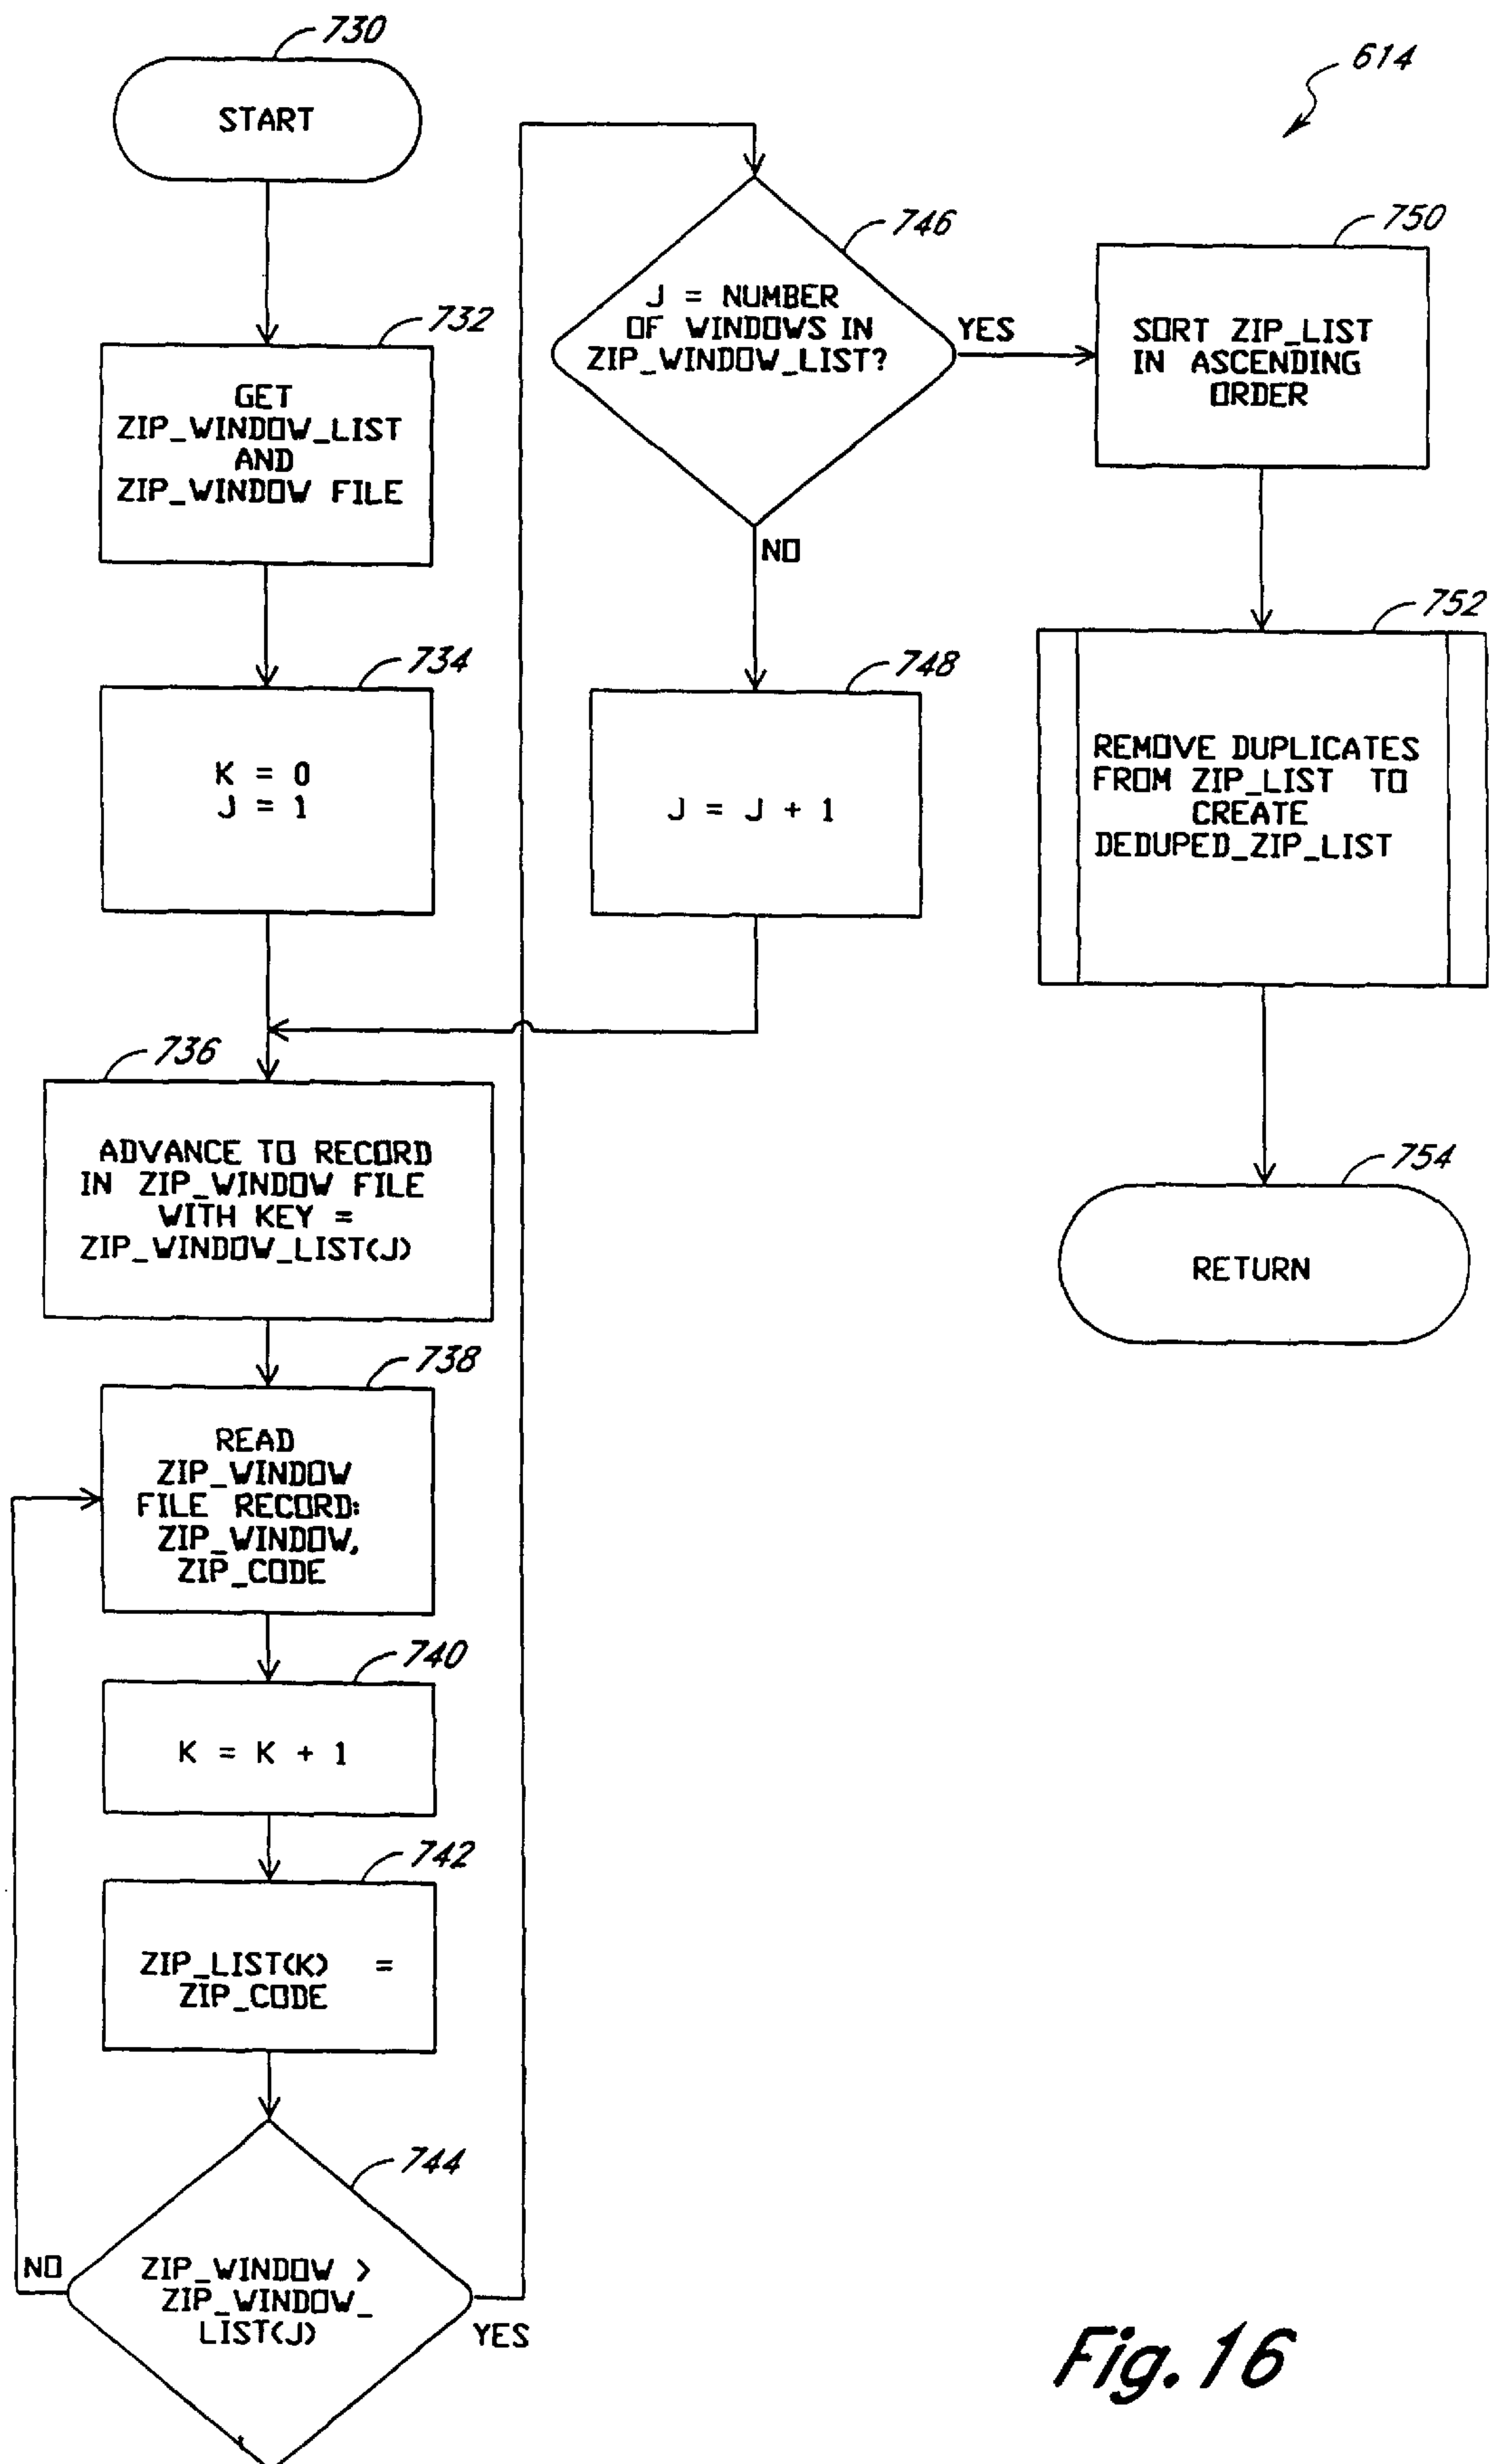 730
START
732
GET
ZIP_WINDOW_LIST
AND
ZIP_WINDOW FILE
734
K = 0
J = 1
736
ADVANCE TO RECORD
IN ZIP_WINDOW FILE
WITH KEY =
ZIP_WINDOW_LIST(J)
738
READ
ZIP_WINDOW
FILE RECORD:
ZIP_WINDOW,
ZIP_CODE
740
K = K + 1
742
ZIP_LIST(K) =
ZIP_CODE
744
ZIP_WINDOW >
ZIP_WINDOW_
LIST(J)
NO
YES
746
J = NUMBER
OF WINDOWS IN
ZIP_WINDOW_LIST?
YES
NO
748
J = J + 1
614
750
SORT ZIP_LIST
IN ASCENDING
ORDER
752
REMOVE DUPLICATES
FROM ZIP_LIST TO
CREATE
DEDUPED_ZIP_LIST
754
RETURN
Fig. 16